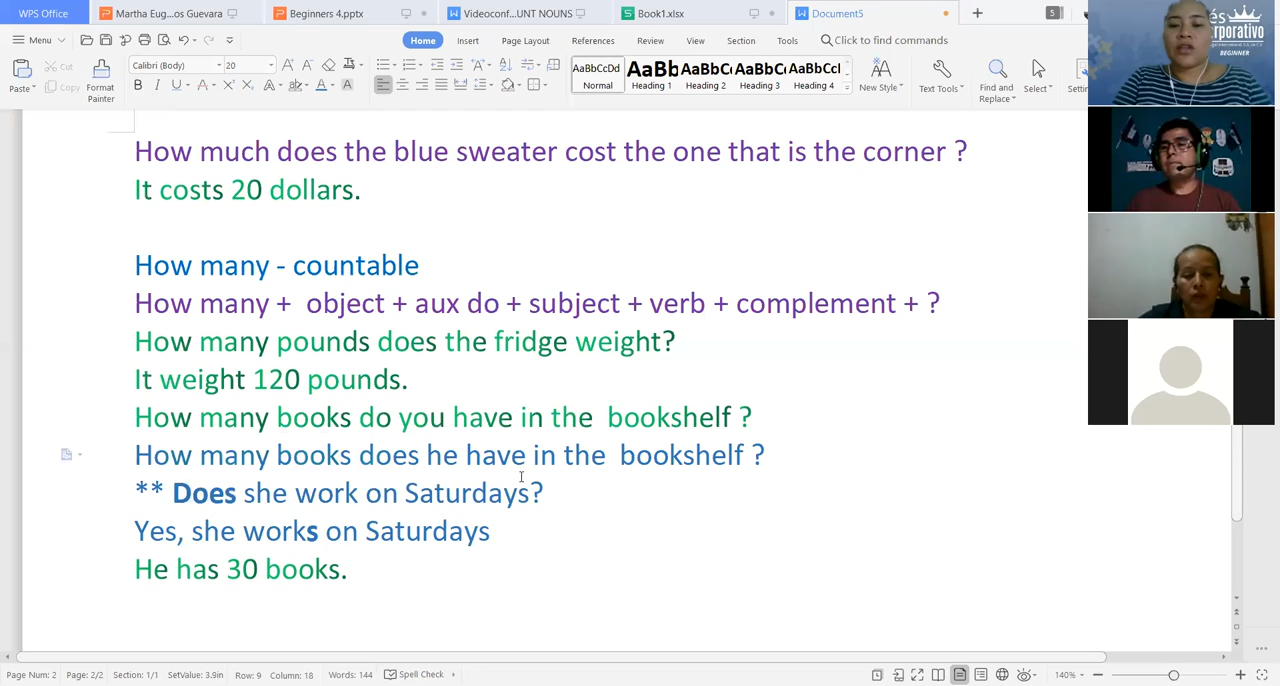 WPS Office
Martha Eug...os Guevara
Beginners 4.pptx
Videoconf...UNT NOUNS
Book1.xlsx
Document5
5
Menu
Home
Insert
Page Layout
References
Review
View
Section
Tools
Click to find commands
Paste
Cut
Copy
Format
Painter
Calibri (Body)
20
AaBbCcDd
Normal
AaBb
Heading 1
AaBbC
Heading 2
AaBbC
Heading 3
AaBbCcI
Heading 4
New Style
Text Tools
Find and
Replace
Select
BEGINNER
How much does the blue sweater cost the one that is the corner ?
It costs 20 dollars.
How many - countable
How many + object + aux do + subject + verb + complement + ?
How many pounds does the fridge weight?
It weight 120 pounds.
How many books do you have in the bookshelf ?
How many books does he have in the bookshelf ?
** Does she work on Saturdays?
Yes, she works on Saturdays
He has 30 books.
Page Num: 2
Page: 2/2
Section: 1/1
SetValue: 3.9in
Row: 9
Column: 18
Words: 144
Spell Check
140%